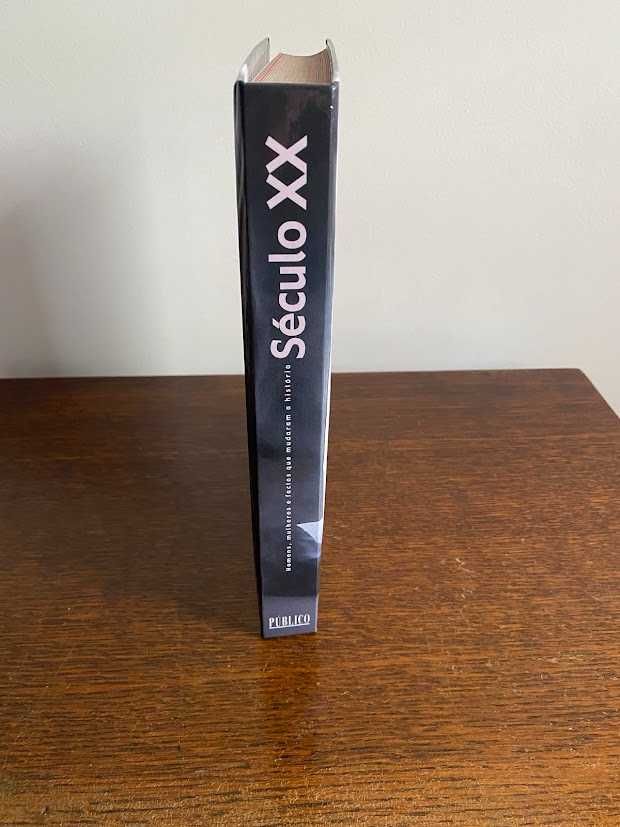 Homens, mulheres e factos que mudaram a história
Século XX
PÚBLICO